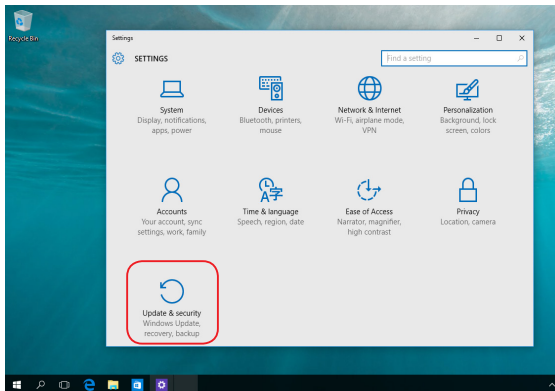 Recycle Bin
Settings
SETTINGS
Find a setting
System
Display, notifications,
apps, power
Devices
Bluetooth, printers,
mouse
Network & Internet
Wi-Fi, airplane mode,
VPN
Personalization
Background, lock
screen, colors
Accounts
Your account, sync
settings, work, family
Time & language
Speech, region, date
Ease of Access
Narrator, magnifier,
high contrast
Privacy
Location, camera
Update & security
Windows Update,
recovery, backup